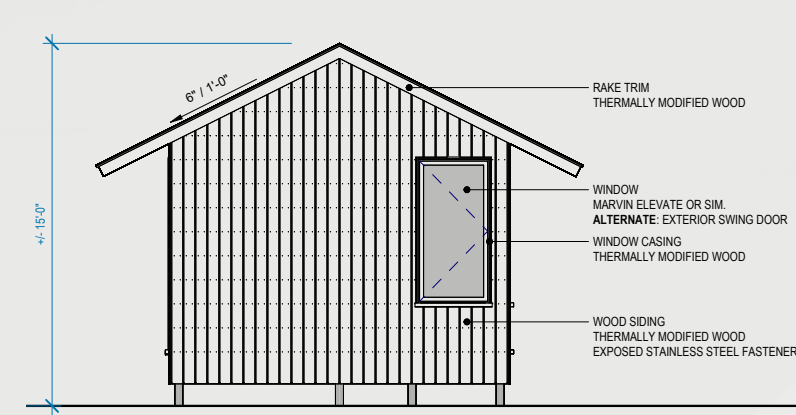 6" / 1'-0"
+/- 15'-0"
RAKE TRIM
THERMALLY MODIFIED WOOD
WINDOW
MARVIN ELEVATE OR SIM.
ALTERNATE: EXTERIOR SWING DOOR
WINDOW CASING
THERMALLY MODIFIED WOOD
WOOD SIDING
THERMALLY MODIFIED WOOD
EXPOSED STAINLESS STEEL FASTENER